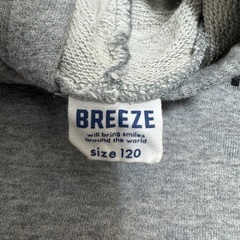 BREEZE
will bring smiles
around the world
size 120